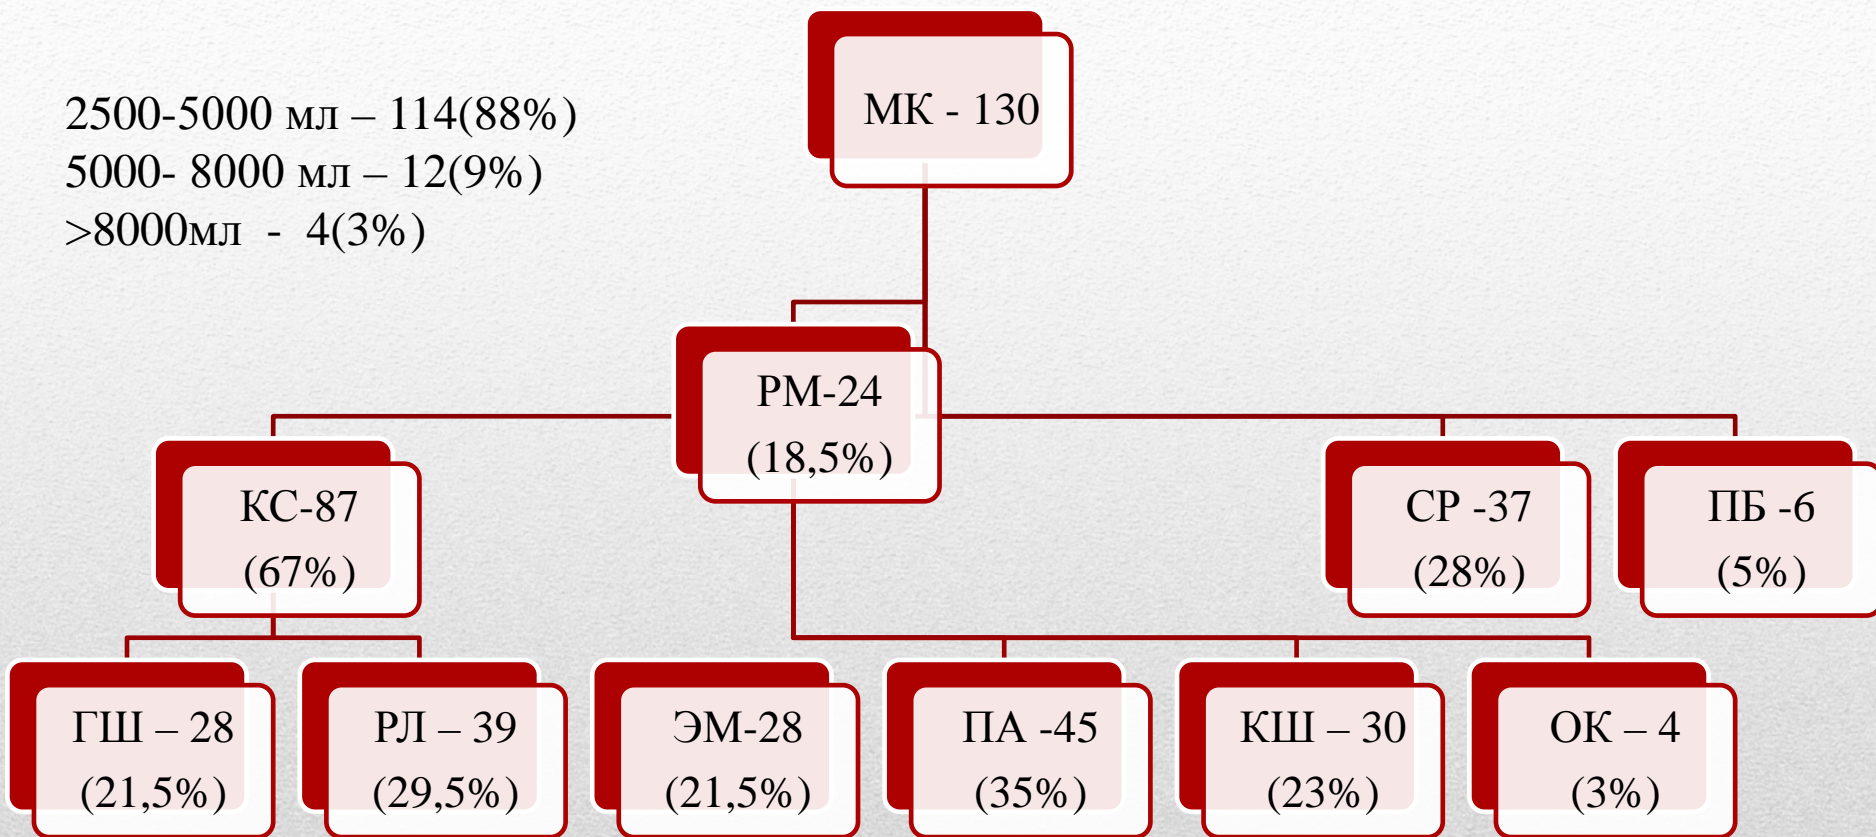 2500-5000 мл – 114(88%)
5000- 8000 мл – 12(9%)
>8000мл - 4(3%)
МК - 130
РМ-24
(18,5%)
КС-87
(67%)
СР -37
(28%)
ПБ -6
(5%)
ГШ – 28
(21,5%)
РЛ – 39
(29,5%)
ЭМ-28
(21,5%)
ПА -45
(35%)
КШ – 30
(23%)
ОК – 4
(3%)